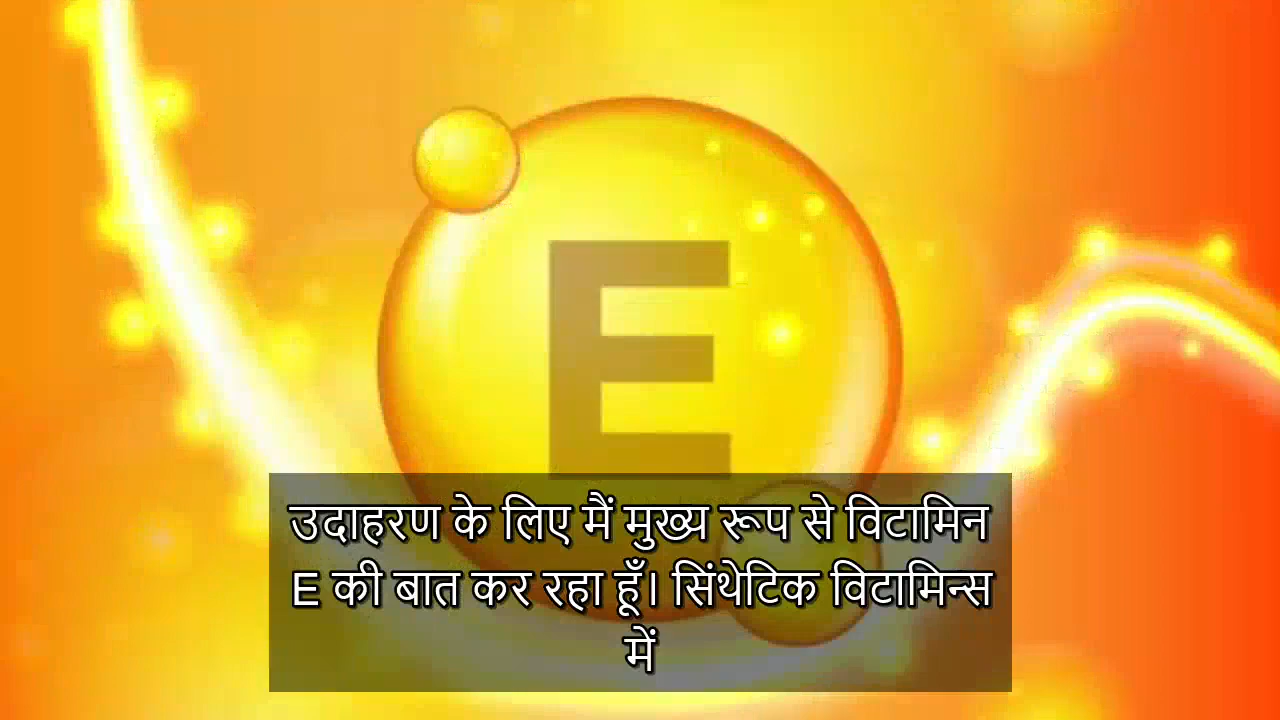 E
उदाहरण के लिए मैं मुख्य रूप से विटामिन
E की बात कर रहा हूँ। सिंथेटिक विटामिन्स
में